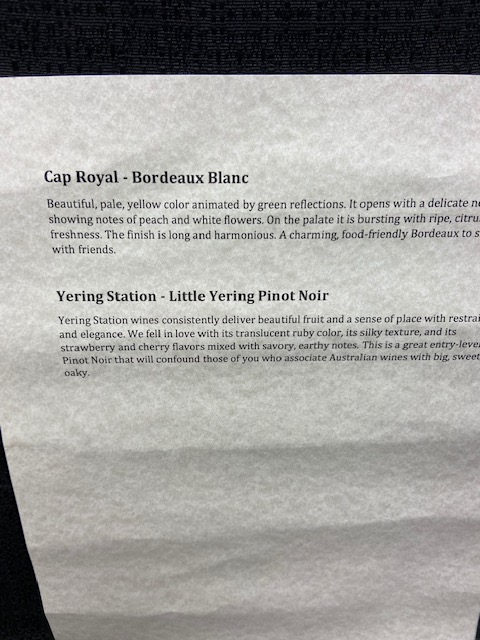 Cap Royal - Bordeaux Blanc
Beautiful, pale, yellow color animated by green reflections. It opens with a delicate
showing notes of peach and white flowers. On the palate it is bursting with ripe,
freshness. The finish is long and harmonious. A charming, food-friendly Bordeaux to
with friends.
Yering Station - Little Yering Pinot Noir
Yering Station wines consistently deliver beautiful fruit and a sense of place with
and elegance. We fell in love with its translucent ruby color, its silky texture, and its
strawberry and cherry flavors mixed with savory, earthy notes. This is a great
Pinot Noir that will confound those of you who associate Australian wines with big, sweet
oaky.